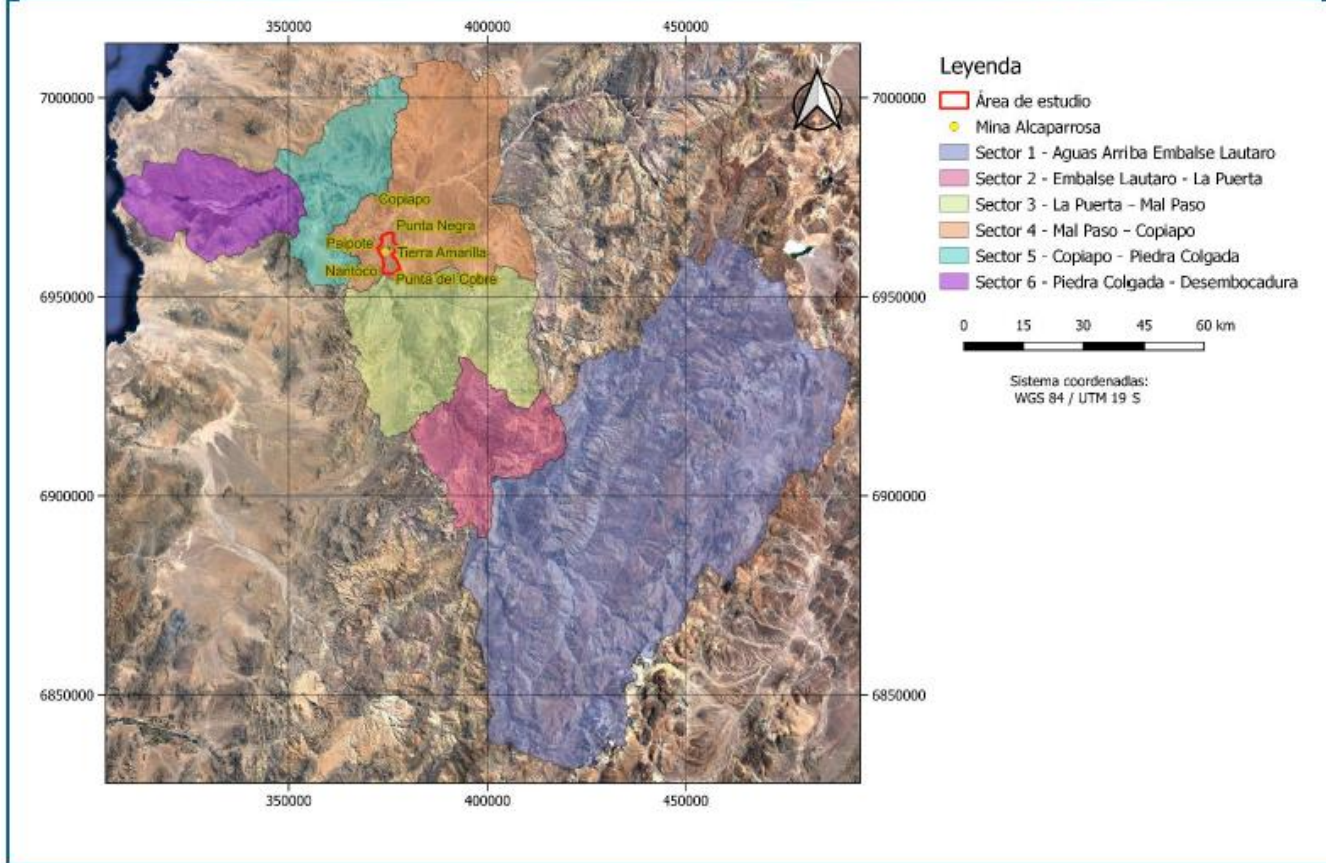 350000 400000 450000
N
7000000 7000000
6950000 6950000
6900000 6900000
6850000 6850000
350000 400000 450000
Copiapo
Punta Negra
Paipote
Tierra Amarilla
Nantoco
Punta del Cobre
Leyenda
Área de estudio
Mina Alcaparrosa
Sector 1 - Aguas Arriba Embalse Lautaro
Sector 2 - Embalse Lautaro - La Puerta
Sector 3 - La Puerta - Mal Paso
Sector 4 - Mal Paso - Copiapo
Sector 5 - Copiapo - Piedra Colgada
Sector 6 - Piedra Colgada - Desembocadura
0 15 30 45 60 km
Sistema coordenadlas:
WGS 84 / UTM 19 S